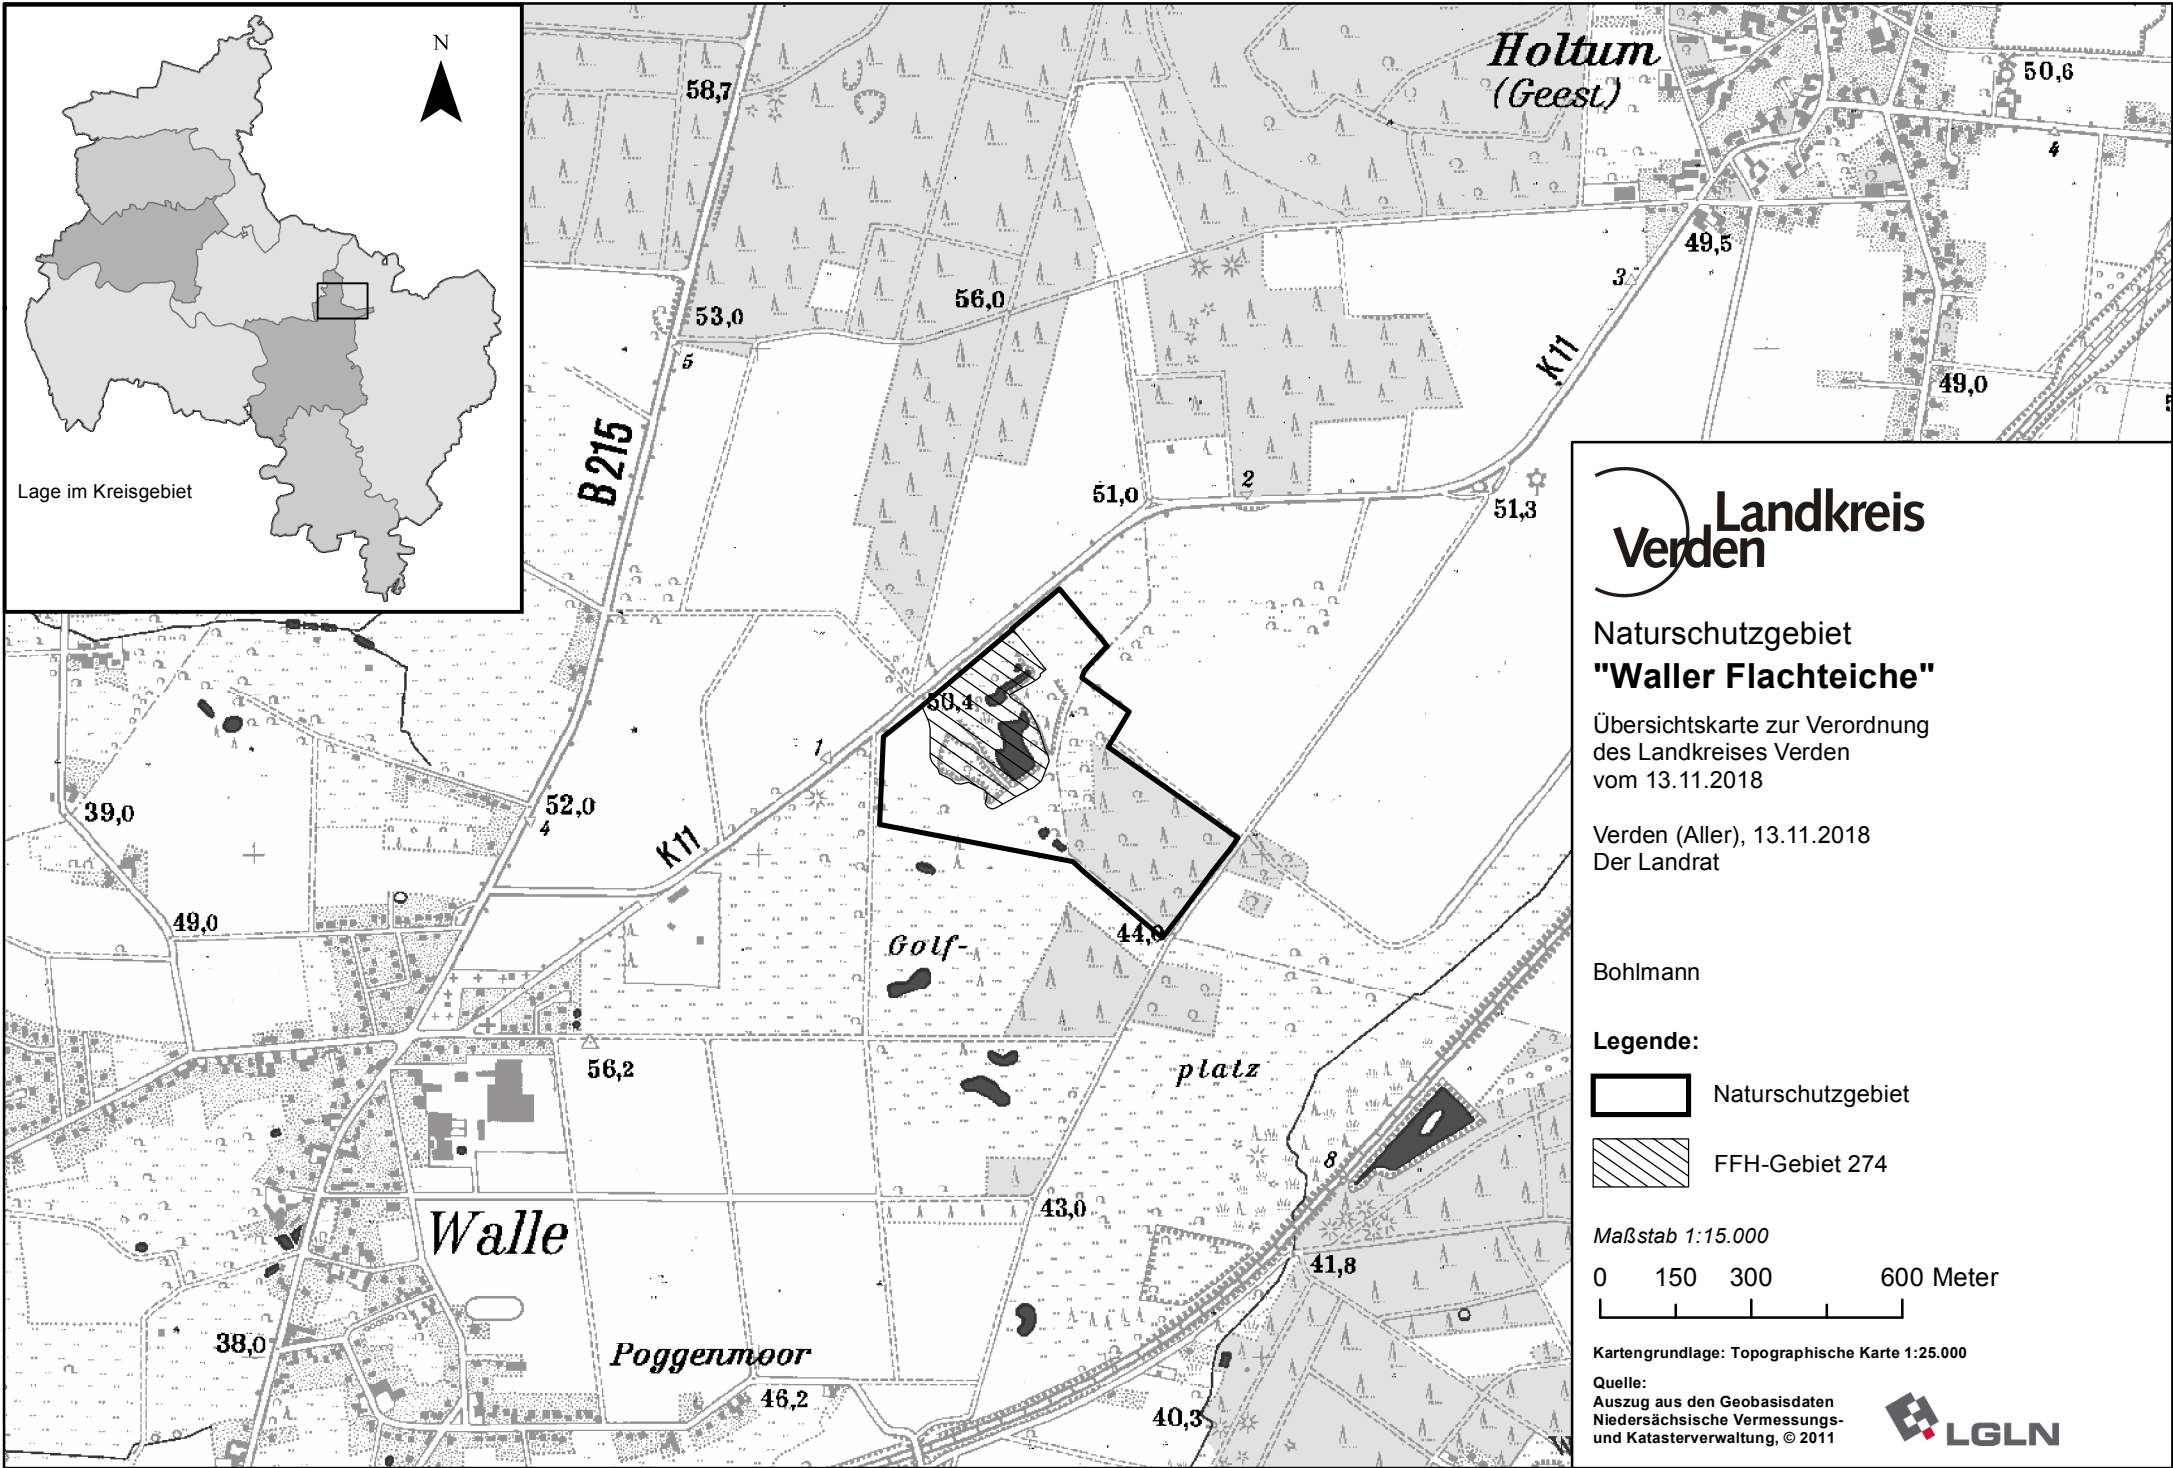 N
Lage im Kreisgebiet
Holtum
(Geest)
58,7
50,6
4
49,5
3
53,0
56,0
5
K11
49,0
B215
51,0
2
51,3
50,4
1
39,0
52,0
4
K11
49,0
Golf-
44,0
56,2
platz
8
43,0
Walle
41,8
38,0
Poggenmoor
46,2
40,3
Landkreis
Verden
Naturschutzgebiet
"Waller Flachteiche"
Übersichtskarte zur Verordnung
des Landkreises Verden
vom 13.11.2018
Verden (Aller), 13.11.2018
Der Landrat
Bohlmann
Legende:
Naturschutzgebiet
FFH-Gebiet 274
Maßstab 1:15.000
0 150 300 600 Meter
Kartengrundlage: Topographische Karte 1:25.000
Quelle:
Auszug aus den Geobasisdaten
Niedersächsische Vermessungs-
und Katasterverwaltung, © 2011
LGLN